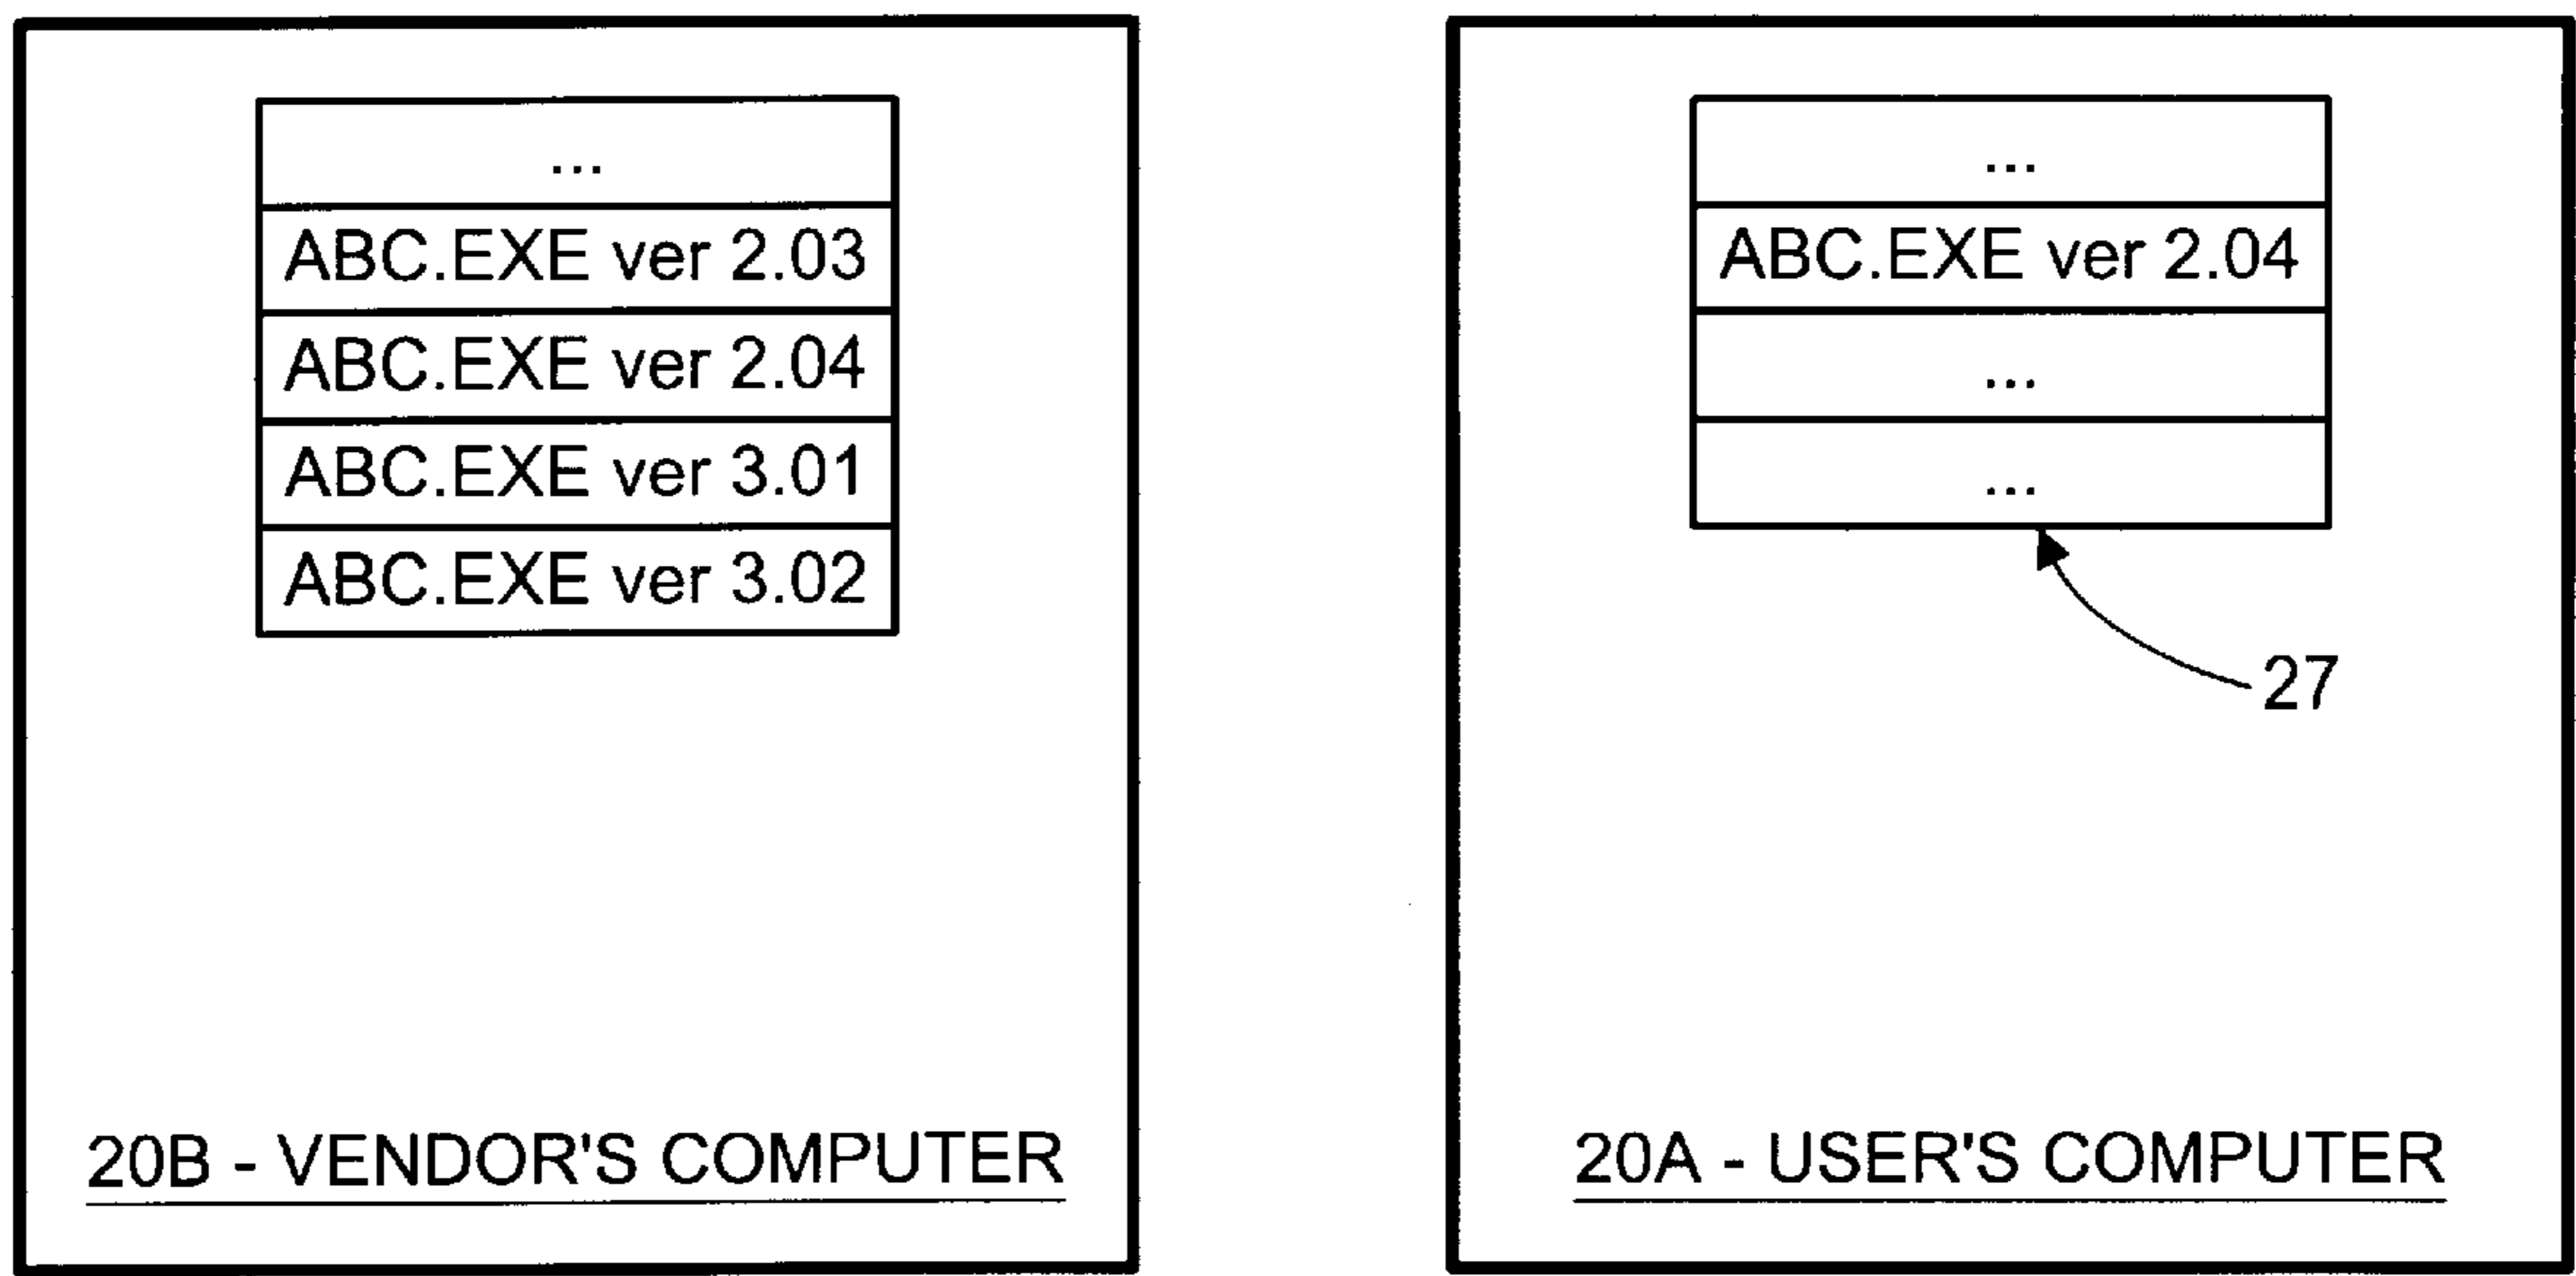 ...
ABC.EXE ver 2.03
ABC.EXE ver 2.04
ABC.EXE ver 3.01
ABC.EXE ver 3.02
20B - VENDOR'S COMPUTER
...
ABC.EXE ver 2.04
...
...
27
20A - USER'S COMPUTER